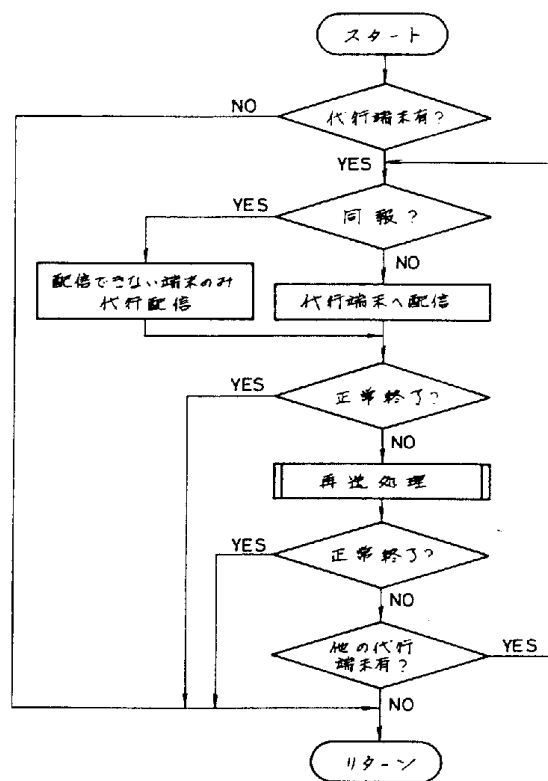 スタート
NO
代行端末有?
YES
YES
同報?
NO
配信できない端末のみ
代行配信
代行端末へ配信
YES
正常終了?
NO
再送処理
YES
正常終了?
NO
他の代行
端末有?
YES
NO
リターン